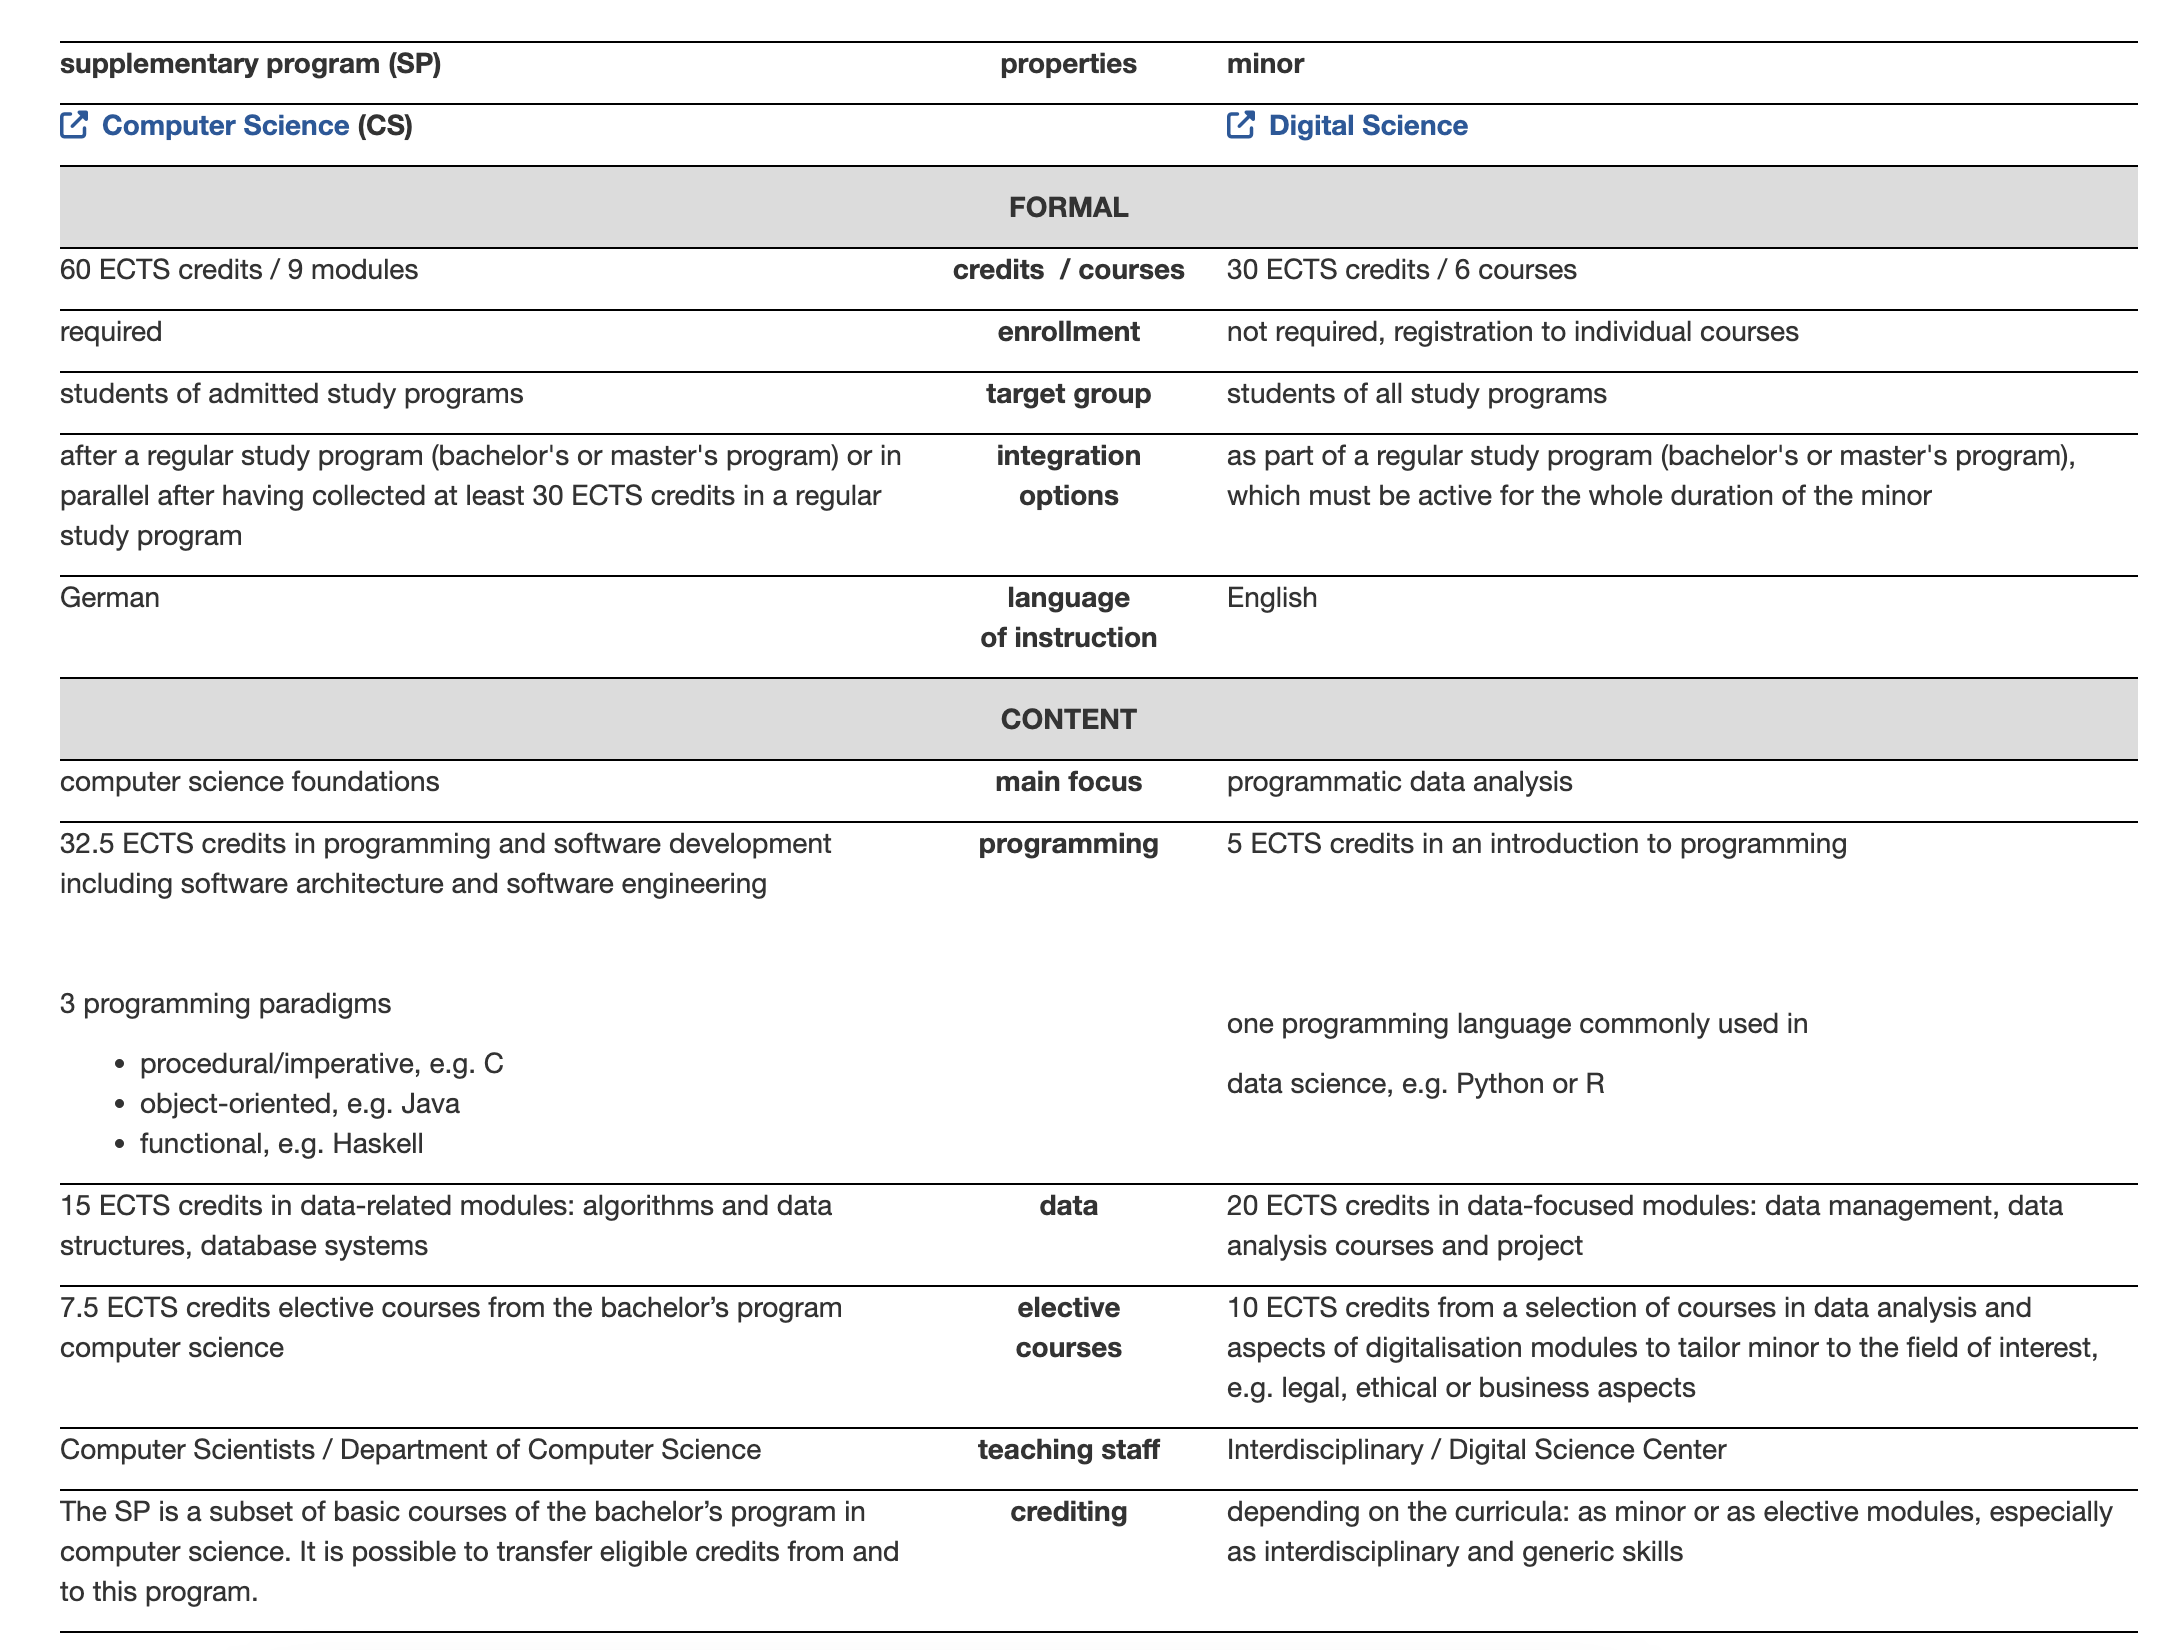 supplementary program (SP) properties minor
Computer Science (CS) Digital Science
FORMAL
60 ECTS credits / 9 modules credits / courses 30 ECTS credits / 6 courses
required enrollment not required, registration to individual courses
students of admitted study programs target group students of all study programs
after a regular study program (bachelor's or master's program) or in integration as part of a regular study program (bachelor's or master's program),
parallel after having collected at least 30 ECTS credits in a regular options which must be active for the whole duration of the minor
study program
German language English
of instruction
CONTENT
computer science foundations main focus programmatic data analysis
32.5 ECTS credits in programming and software development programming 5 ECTS credits in an introduction to programming
including software architecture and software engineering
3 programming paradigms
one programming language commonly used in
• procedural/imperative, e.g. C
data science, e.g. Python or R
• object-oriented, e.g. Java
• functional, e.g. Haskell
15 ECTS credits in data-related modules: algorithms and data data 20 ECTS credits in data-focused modules: data management, data
structures, database systems analysis courses and project
7.5 ECTS credits elective courses from the bachelor’s program elective 10 ECTS credits from a selection of courses in data analysis and
computer science courses aspects of digitalisation modules to tailor minor to the field of interest,
e.g. legal, ethical or business aspects
Computer Scientists / Department of Computer Science teaching staff Interdisciplinary / Digital Science Center
The SP is a subset of basic courses of the bachelor’s program in crediting depending on the curricula: as minor or as elective modules, especially
computer science. It is possible to transfer eligible credits from and as interdisciplinary and generic skills
to this program.